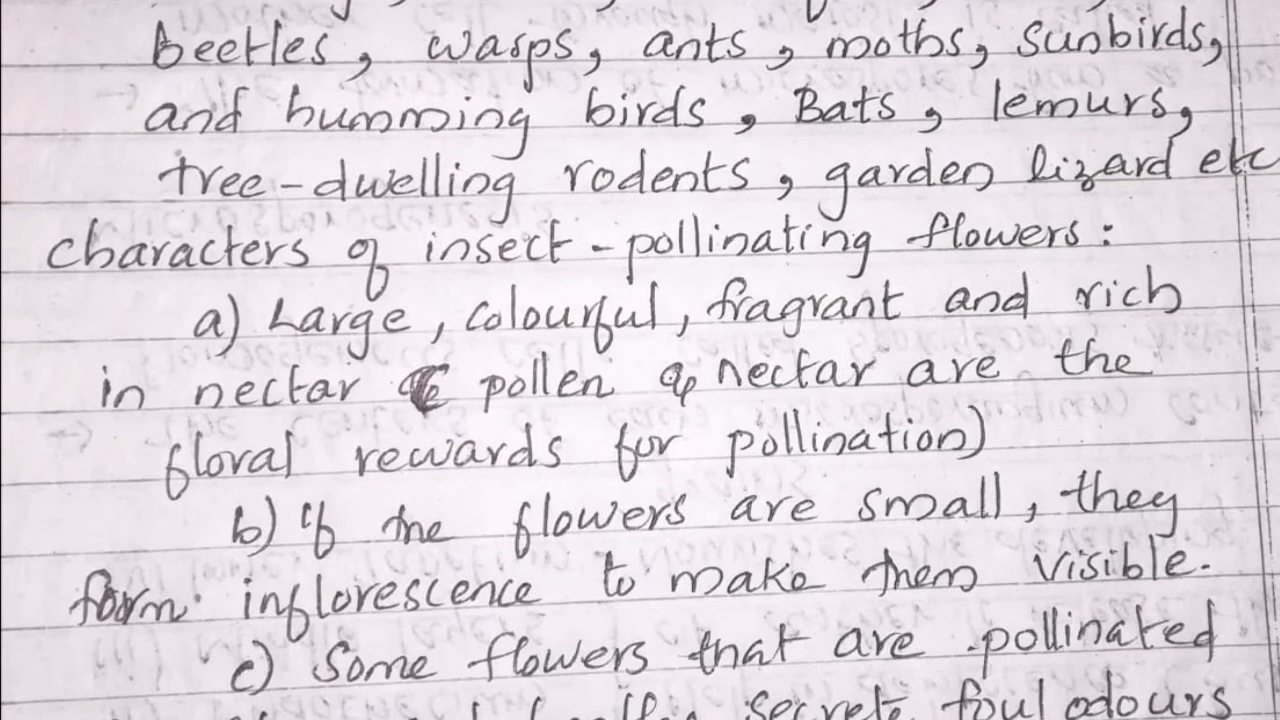 beetles, wasps, ants, moths, sunbirds,
and humming birds, Bats, lemurs,
tree-dwelling rodents, garden lizard etc
characters of insect-pollinating flowers:
a) Large, colourful, fragrant and rich
in nectar pollen & nectar are the
floral rewards for pollination)
b) If the flowers are small, they
form inflorescence to make them visible.
c) Some flowers that are pollinated
secrete foul odours